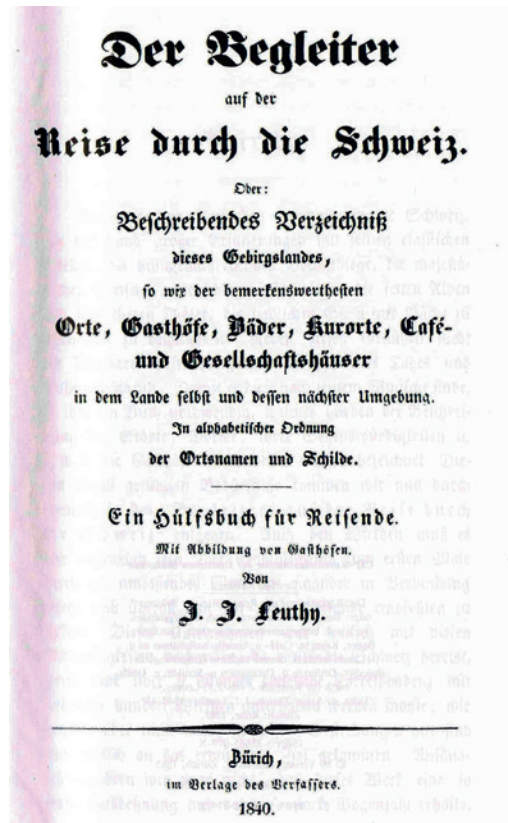 Der Begleiter
auf der
Reise durch die Schweiz.
Oder:
Beschreibendes Verzeichniß
dieses Gebirgslandes,
so wie der bemerkenswerthesten
Orte, Gasthöfe, Bäder, Kurorte, Café-
und Gesellschaftshäuser
in dem Lande selbst und dessen nächster Umgebung.
In alphabetischer Ordnung
der Ortsnamen und Schilde.
Ein Hülfsbuch für Reisende.
Mit Abbildung von Gasthöfen.
Von
J. J. Leuthy.
Zürich,
im Verlage des Verfassers.
1840.